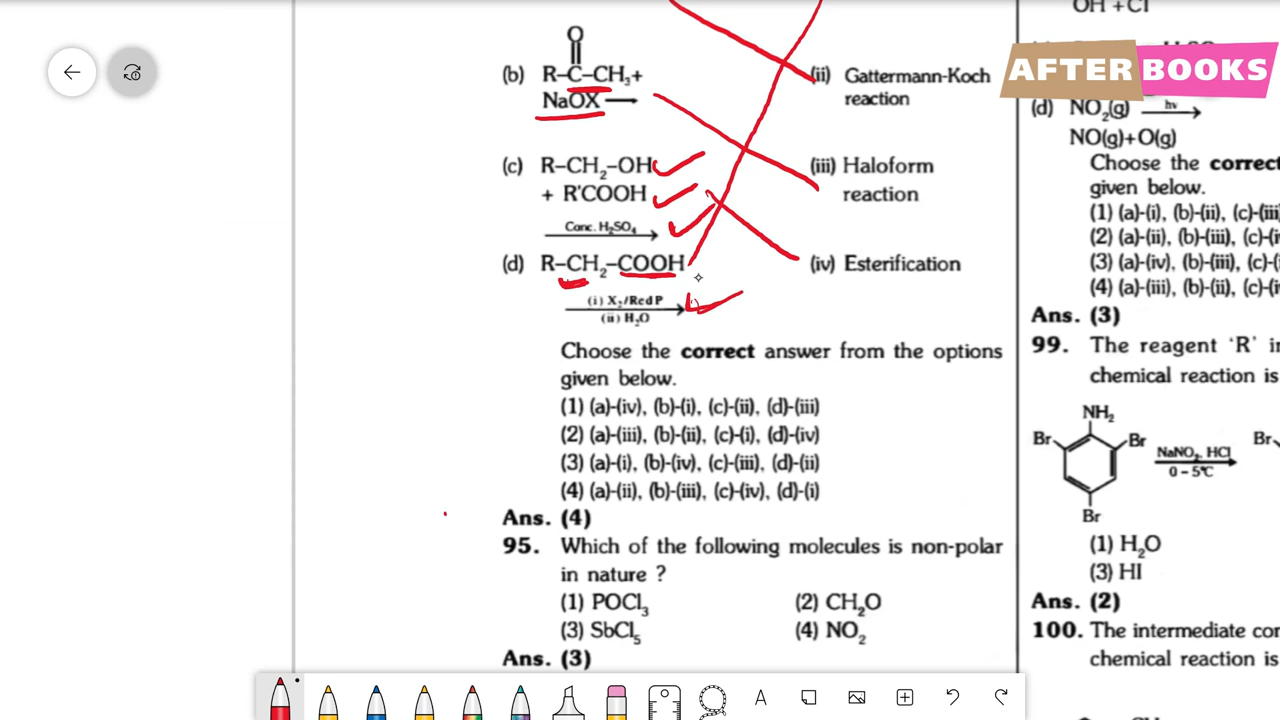 O
(b) R–C–CH₃+
NaOX ⟶
(ii) Gattermann-Koch
reaction
(c) R–CH₂–OH
+ R'COOH
Conc. H₂SO₄
(iii) Haloform
reaction
(d) R–CH₂–COOH
(i) X₂/Red P
(ii) H₂O
(iv) Esterification
Choose the correct answer from the options
given below.
(1) (a)-(iv), (b)-(i), (c)-(ii), (d)-(iii)
(2) (a)-(iii), (b)-(ii), (c)-(i), (d)-(iv)
(3) (a)-(i), (b)-(iv), (c)-(iii), (d)-(ii)
(4) (a)-(ii), (b)-(iii), (c)-(iv), (d)-(i)
Ans. (4)
95. Which of the following molecules is non-polar
in nature ?
(1) POCl₃ (2) CH₂O
(3) SbCl₅ (4) NO₂
Ans. (3)
OH +Cl
AFTER BOOKS
(d) NO₂(g) hv
NO(g)+O(g)
Choose the correct
given below.
(1) (a)-(i), (b)-(ii), (c)-(iii)
(2) (a)-(ii), (b)-(iii), (c)-(i
(3) (a)-(iv), (b)-(iii), (c)-(i
(4) (a)-(iii), (b)-(ii), (c)-(i
Ans. (3)
99. The reagent 'R' i
chemical reaction is
NH₂
Br Br Br
NaNO₂, HCl
0 – 5℃
Br
(1) H₂O
(3) HI
Ans. (2)
100. The intermediate co
chemical reaction is
A